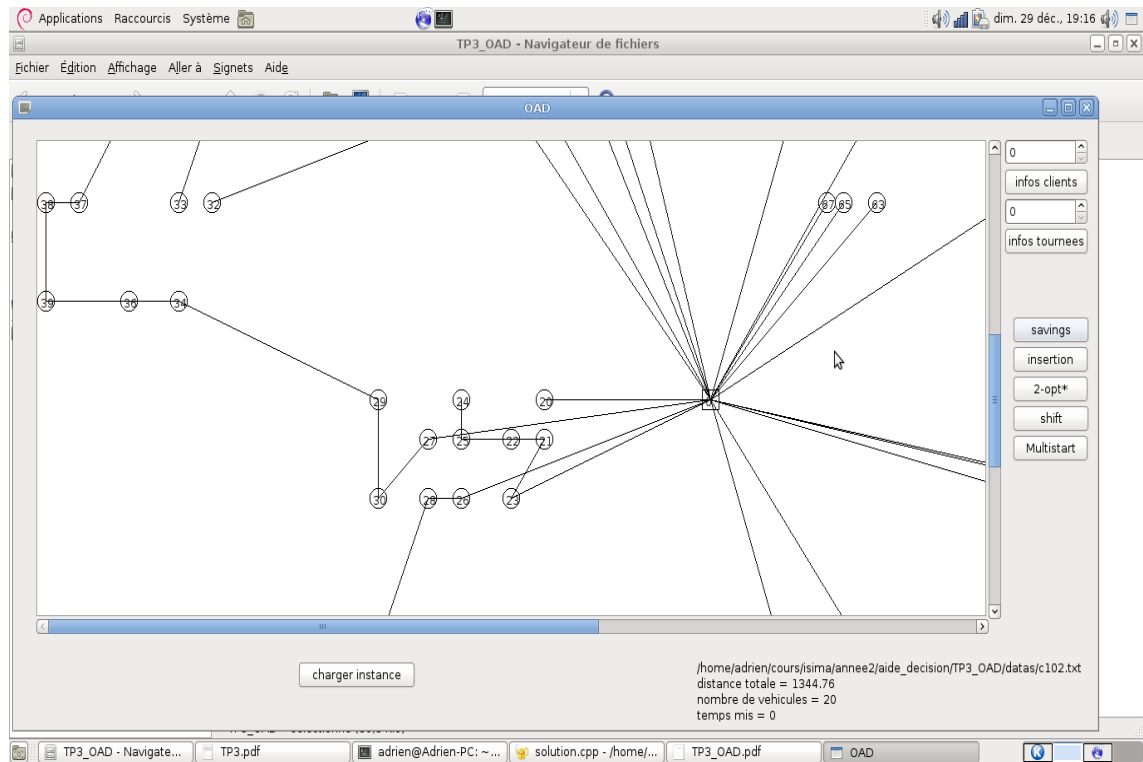 Applications Raccourcis Système
dim. 29 déc., 19:16
TP3_OAD - Navigateur de fichiers
Fichier Édition Affichage Aller à Signets Aide
OAD
38 37 33 32 67 65 63
39 36 34
29 24 20 0
27 25 22 21
30 28 26 23
0
infos clients
0
infos tournees
savings
insertion
2-opt*
shift
Multistart
charger instance
/home/adrien/cours/isima/annee2/aide_decision/TP3_OAD/datas/c102.txt
distance totale = 1344.76
nombre de vehicules = 20
temps mis = 0
TP3_OAD - Navigate... TP3.pdf adrien@Adrien-PC: ~... solution.cpp - /home/... TP3_OAD.pdf OAD